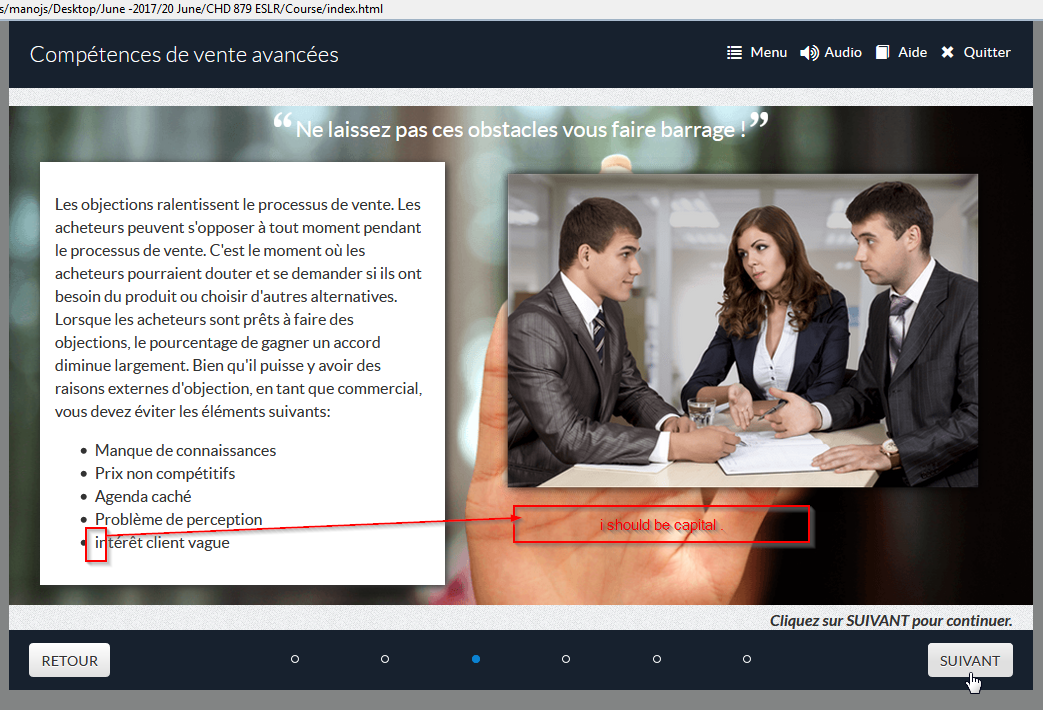 s/manojs/Desktop/June -2017/20 June/CHD 879 ESLR/Course/index.html
Compétences de vente avancées
Menu Audio Aide Quitter
“Ne laissez pas ces obstacles vous faire barrage !”
Les objections ralentissent le processus de vente. Les
acheteurs peuvent s'opposer à tout moment pendant
le processus de vente. C'est le moment où les
acheteurs pourraient douter et se demander si ils ont
besoin du produit ou choisir d'autres alternatives.
Lorsque les acheteurs sont prêts à faire des
objections, le pourcentage de gagner un accord
diminue largement. Bien qu'il puisse y avoir des
raisons externes d'objection, en tant que commercial,
vous devez éviter les éléments suivants:
• Manque de connaissances
• Prix non compétitifs
• Agenda caché
• Problème de perception
• intérêt client vague
i should be capital .
Cliquez sur SUIVANT pour continuer.
RETOUR
SUIVANT